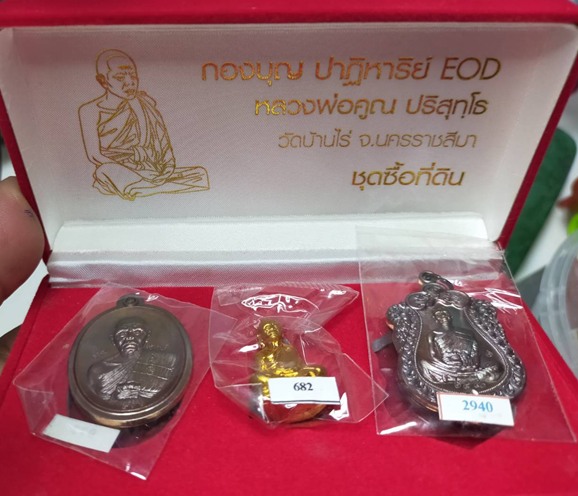 กองบุญ ปาฏิหาริย์ EOD
หลวงพ่อคูณ ปริสุทฺโธ
วัดบ้านไร่ จ.นครราชสีมา
ชุดซื้อที่ดิน
682
2940